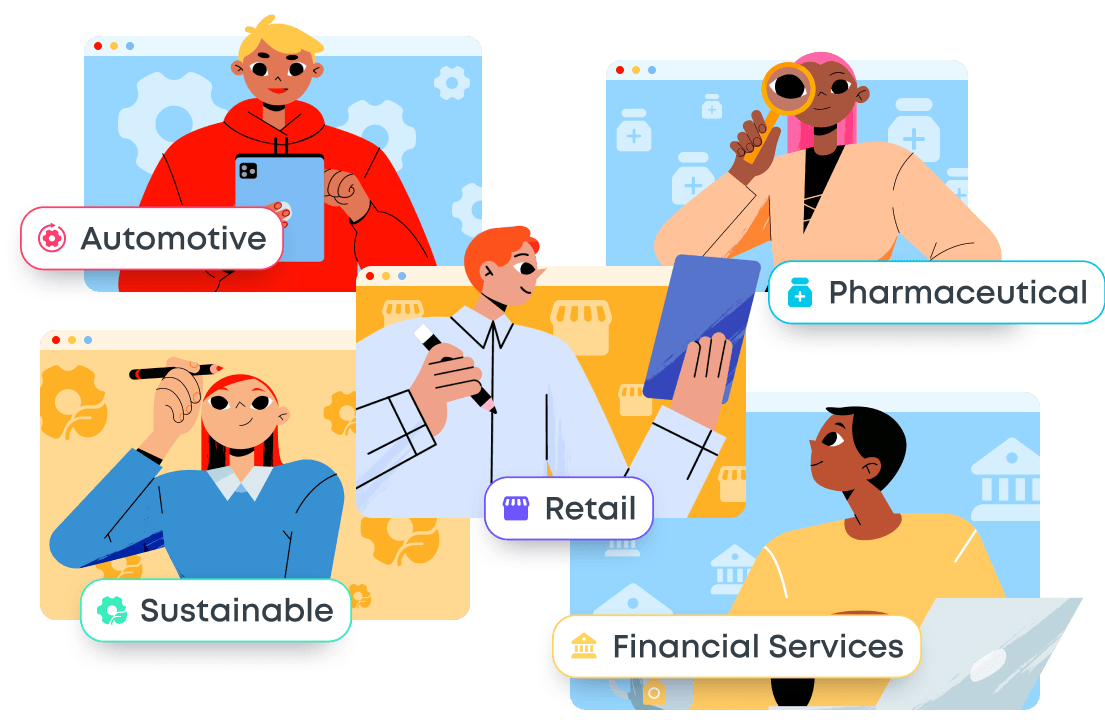 Automotive
Pharmaceutical
Retail
Sustainable
Financial Services